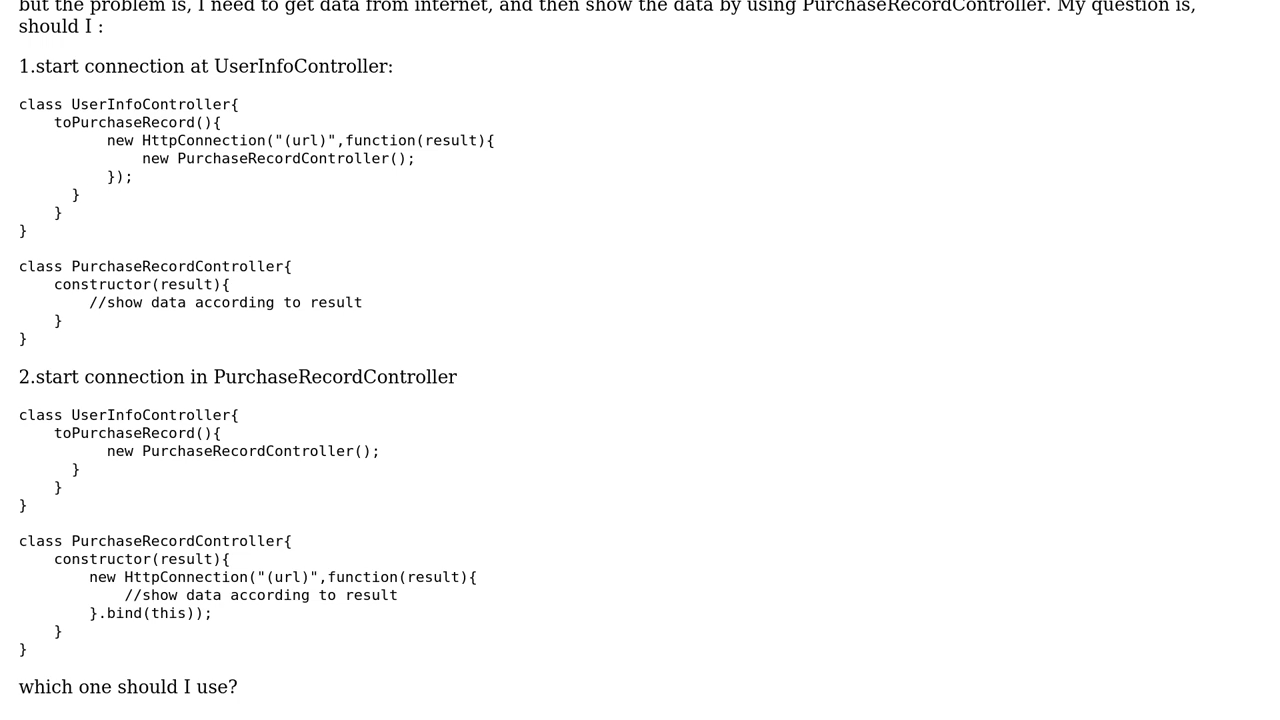 but the problem is, I need to get data from internet, and then show the data by using PurchaseRecordController. My question is,
should I :
1.start connection at UserInfoController:
class UserInfoController{
    toPurchaseRecord(){
          new HttpConnection("(url)",function(result){
              new PurchaseRecordController();
          });
      }
    }
}
class PurchaseRecordController{
    constructor(result){
        //show data according to result
    }
}
2.start connection in PurchaseRecordController
class UserInfoController{
    toPurchaseRecord(){
          new PurchaseRecordController();
      }
    }
}
class PurchaseRecordController{
    constructor(result){
        new HttpConnection("(url)",function(result){
            //show data according to result
        }.bind(this));
    }
}
which one should I use?